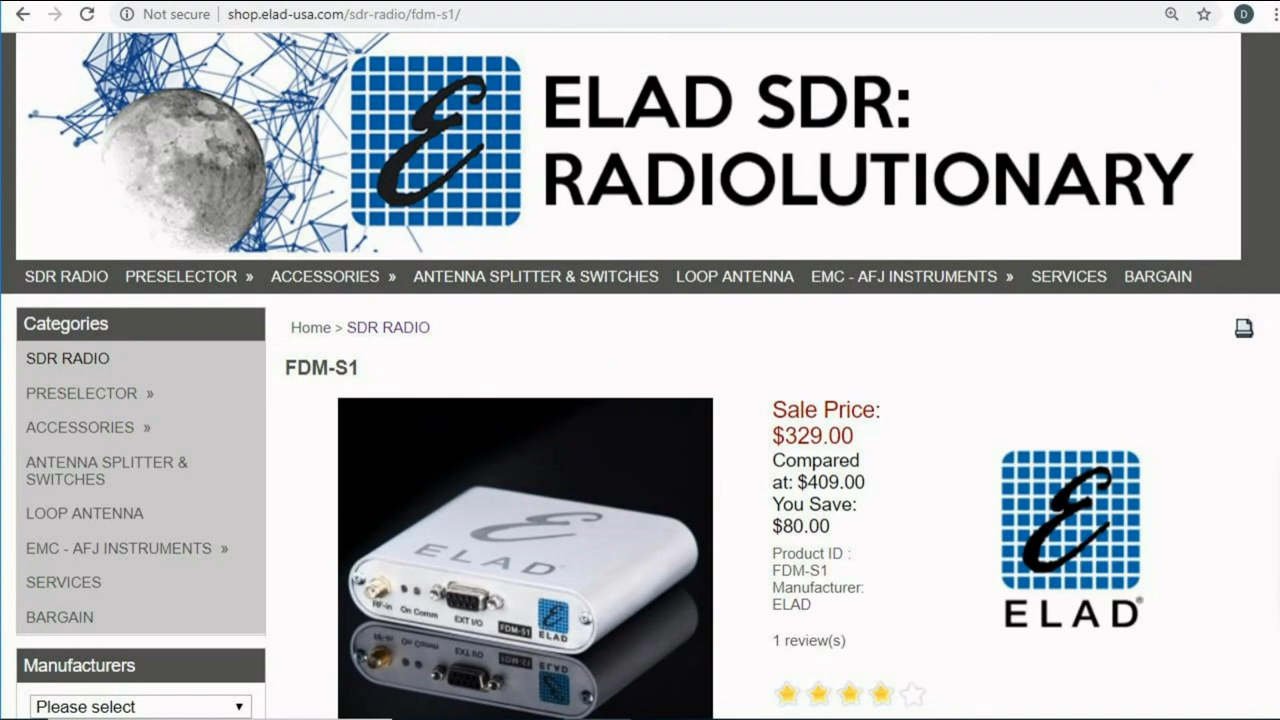 Not secure
shop.elad-usa.com/sdr-radio/fdm-s1/
D
E
ELAD SDR:
RADIOLUTIONARY
SDR RADIO PRESELECTOR » ACCESSORIES » ANTENNA SPLITTER & SWITCHES LOOP ANTENNA EMC - AFJ INSTRUMENTS » SERVICES BARGAIN
Categories
SDR RADIO
PRESELECTOR »
ACCESSORIES »
ANTENNA SPLITTER &
SWITCHES
LOOP ANTENNA
EMC - AFJ INSTRUMENTS »
SERVICES
BARGAIN
Manufacturers
Please select
Home > SDR RADIO
FDM-S1
E
ELAD
RF-in
On Comm
EXT I/O
FDM-S1
ELAD
Sale Price:
$329.00
Compared
at: $409.00
You Save:
$80.00
Product ID :
FDM-S1
Manufacturer:
ELAD
1 review(s)
E
ELAD®